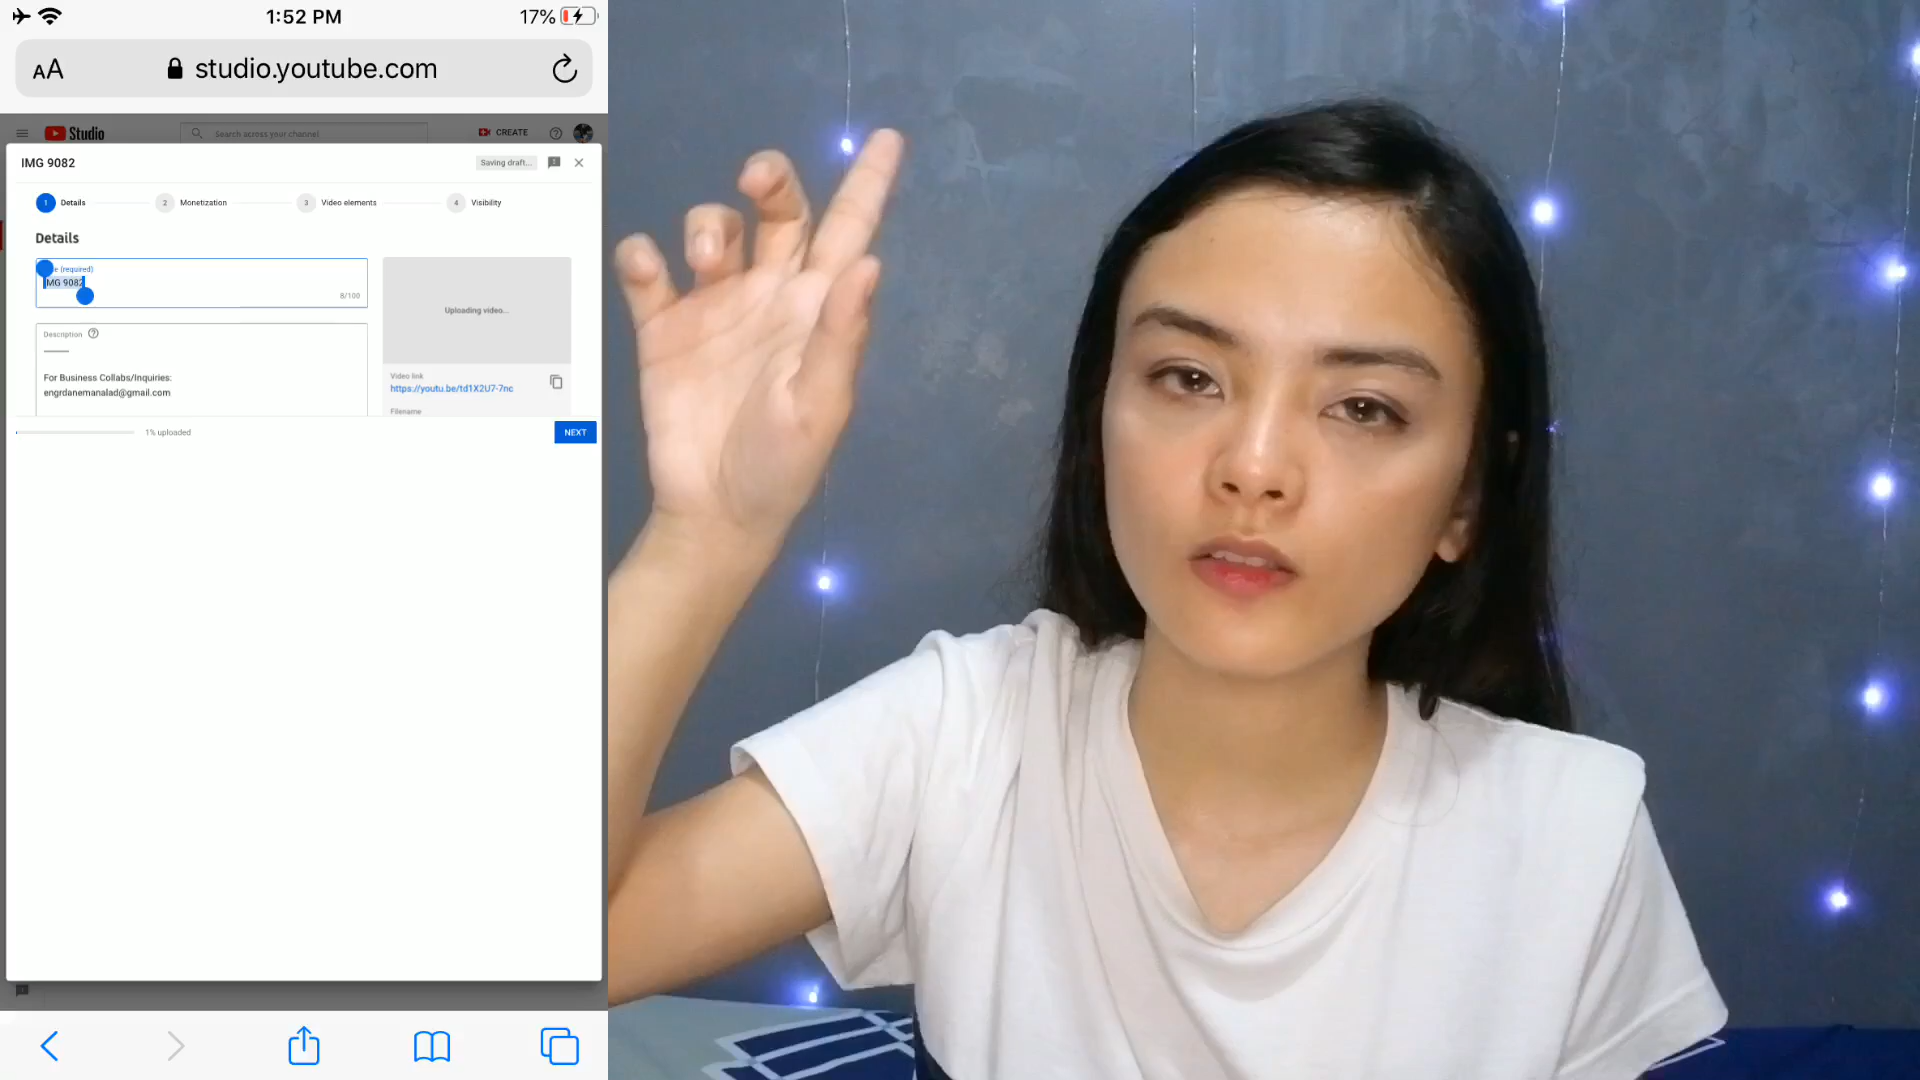 1:52 PM
17%
AA
studio.youtube.com
Studio
Search across your channel
CREATE
IMG 9082
Saving draft...
1 Details
2 Monetization
3 Video elements
4 Visibility
Details
(required)
IMG 9082
8/100
Uploading video...
Description
For Business Collabs/Inquiries:
engrdanemanalad@gmail.com
Video link
https://youtu.be/td1X2U7-7nc
Filename
1% uploaded
NEXT